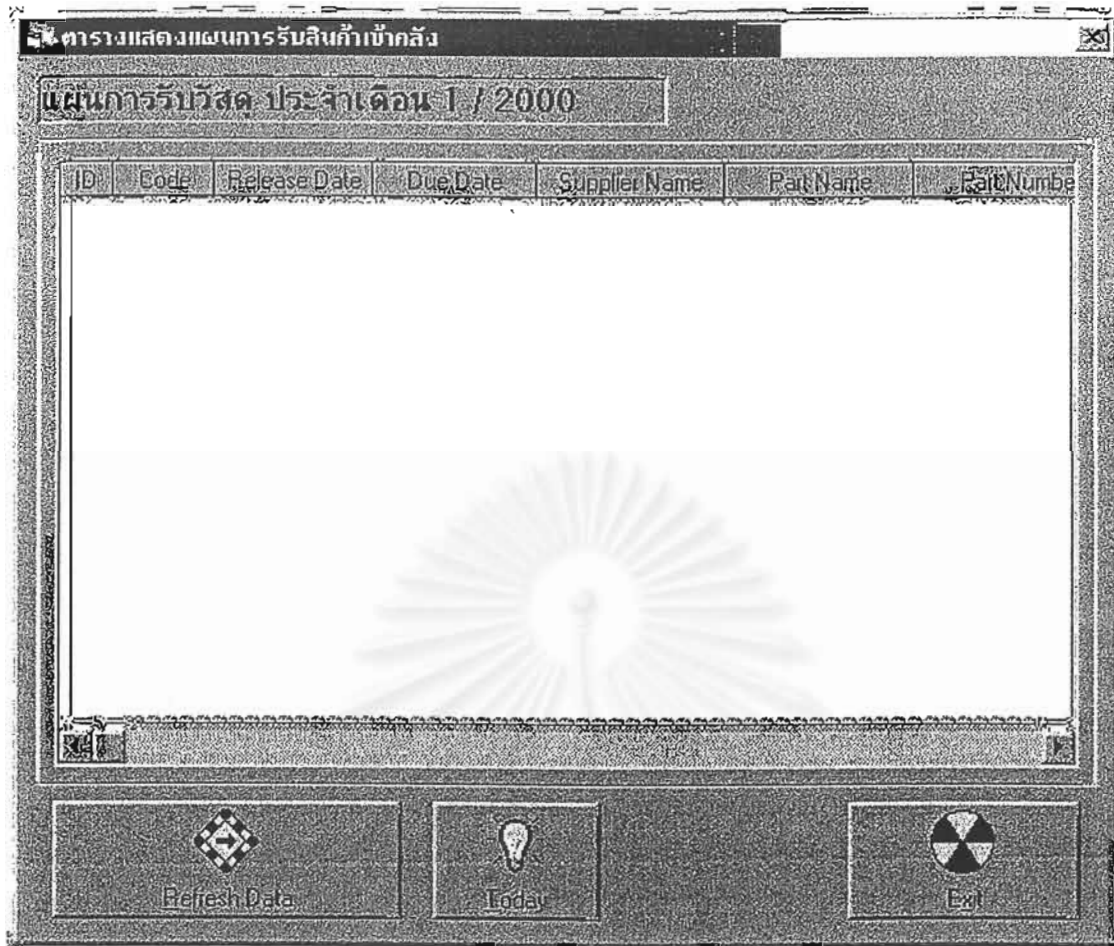 ตารางแสดงแผนการรับสินค้าเข้าคลัง
แผนการรับวัสดุ ประจำเดือน 1 / 2000
ID Code Release Date Due Date Supplier Name Part Name Part Numbe
Refresh Data Today Exit